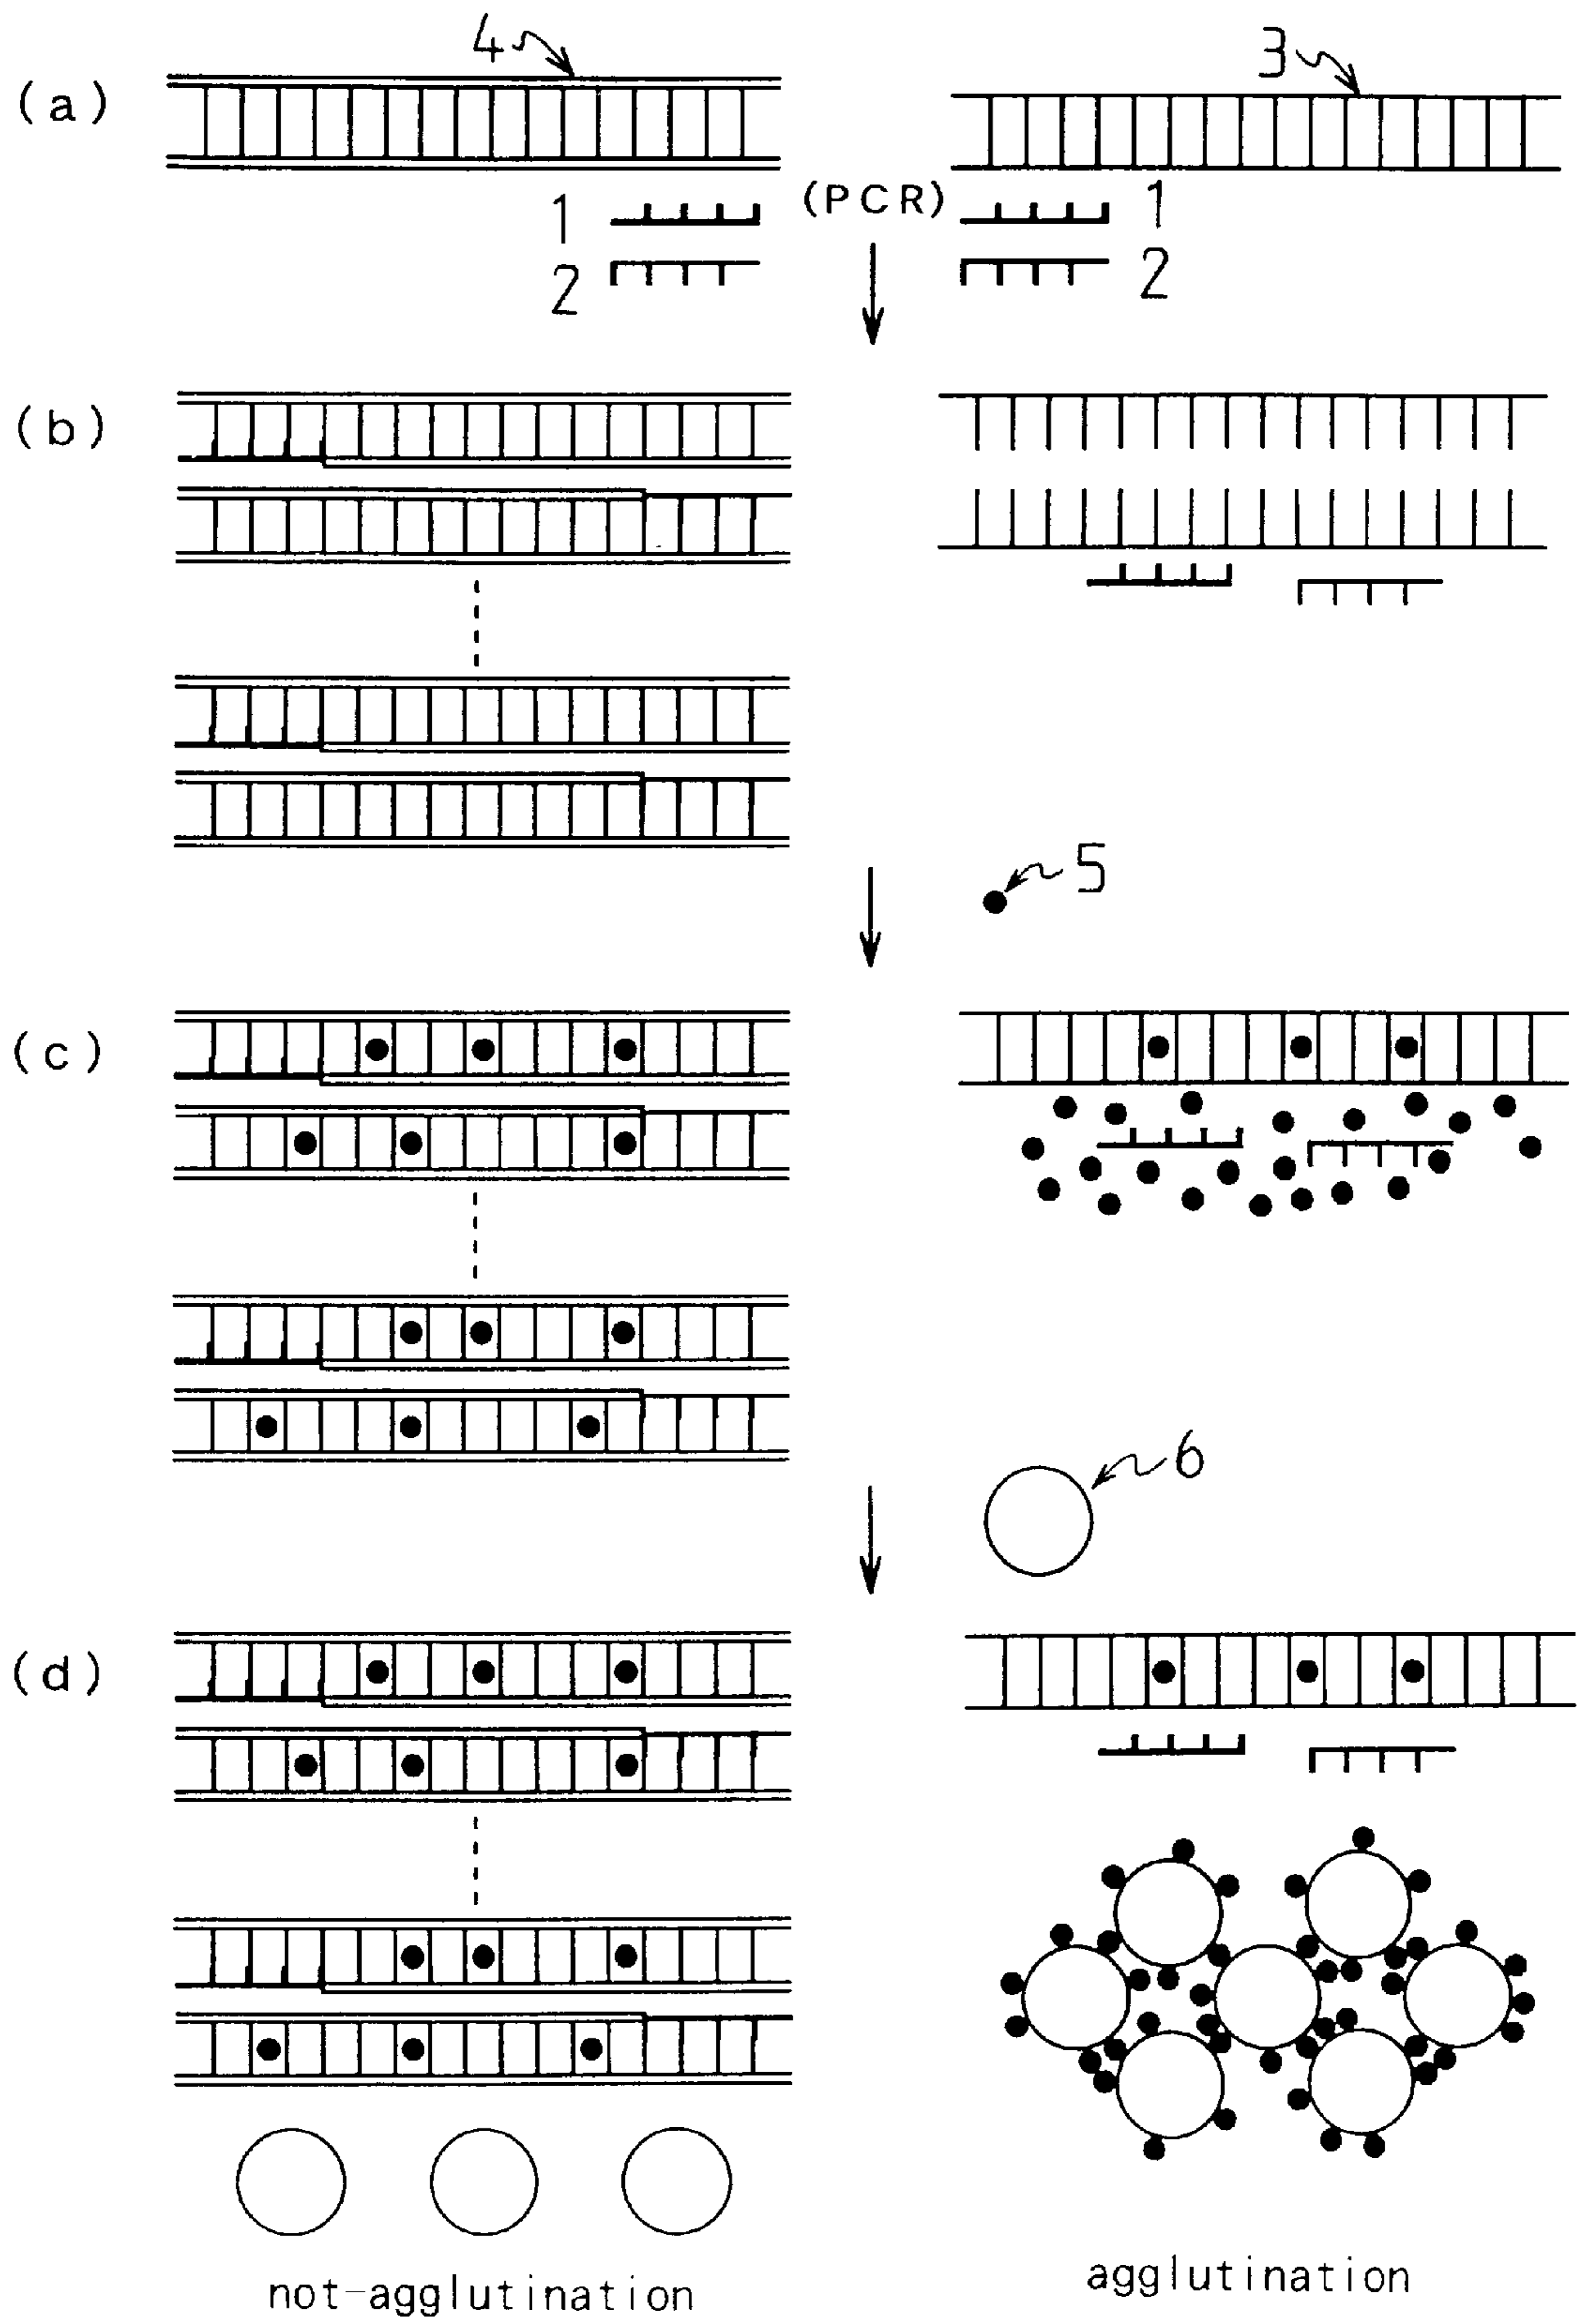 4
3
(a)
1 (PCR) 1
2 2
(b)
5
(c)
6
(d)
not-agglutination
agglutination